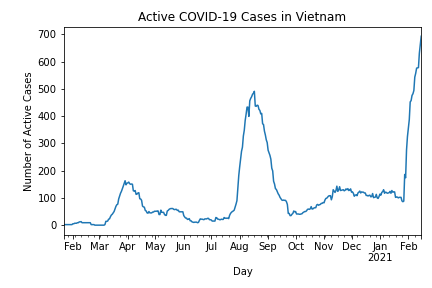 Active COVID-19 Cases in Vietnam
Number of Active Cases
700
600
500
400
300
200
100
0
Feb Mar Apr May Jun Jul Aug Sep Oct Nov Dec Jan Feb
2021
Day